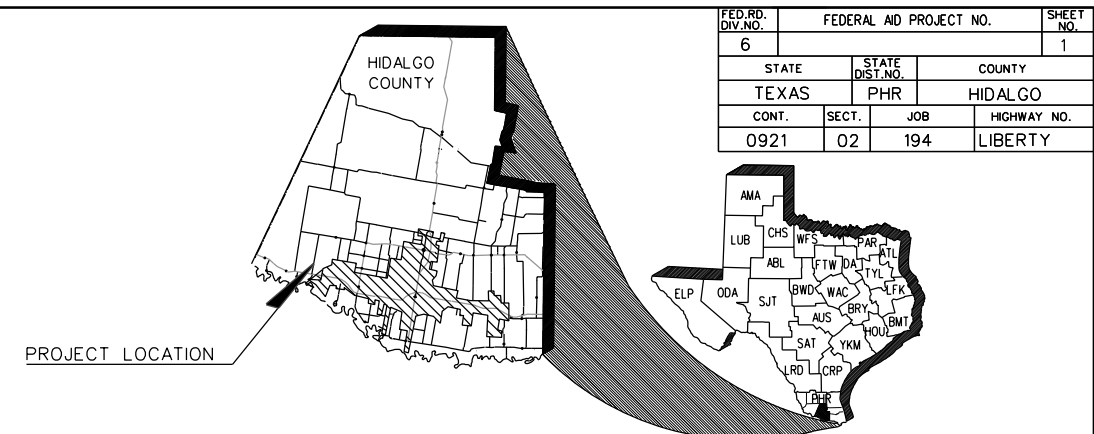 FED.RD. DIV.NO. FEDERAL AID PROJECT NO. SHEET NO.
6 1
STATE STATE DIST.NO. COUNTY
TEXAS PHR HIDALGO
CONT. SECT. JOB HIGHWAY NO.
0921 02 194 LIBERTY
HIDALGO
COUNTY
PROJECT LOCATION
AMA
LUB
CHS
WFS
PAR
ATL
ABL
FTW
DAL
TYL
ELP
ODA
SJT
BWD
WAC
LFK
AUS
BRY
BMT
HOU
SAT
YKM
LRD
CRP
PHR